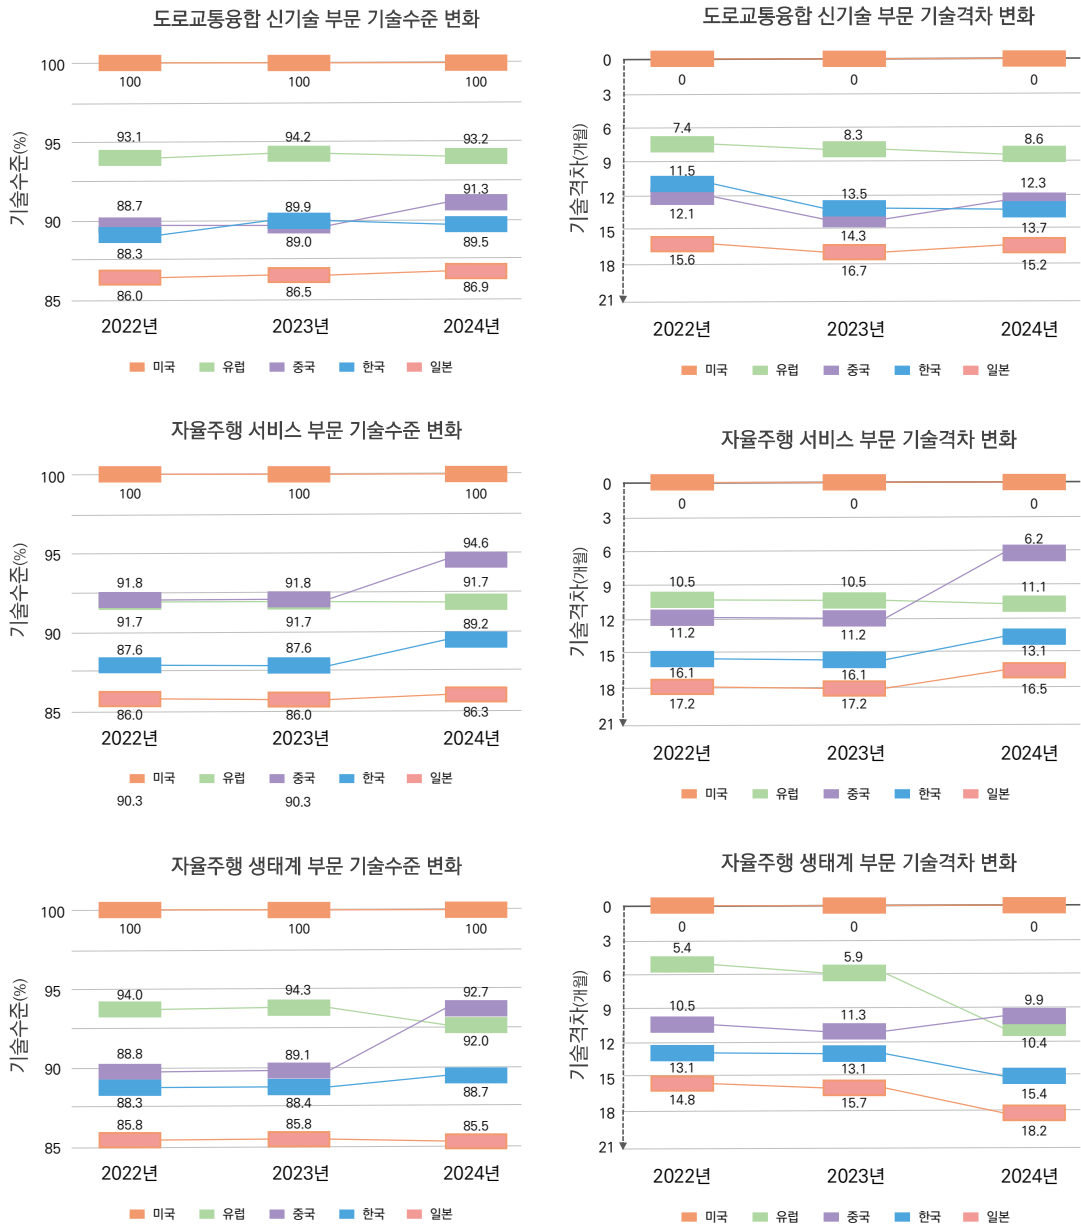 도로교통융합 신기술 부문 기술수준 변화
기술수준(%)
100
95
90
85
100 100 100
93.1 94.2 93.2
88.7 89.9 91.3
88.3 89.0 89.5
86.0 86.5 86.9
2022년 2023년 2024년
미국 유럽 중국 한국 일본
도로교통융합 신기술 부문 기술격차 변화
기술격차(개월)
0
3
6
9
12
15
18
21
0 0 0
7.4 8.3 8.6
11.5 13.5 12.3
12.1 14.3 13.7
15.6 16.7 15.2
2022년 2023년 2024년
미국 유럽 중국 한국 일본
자율주행 서비스 부문 기술수준 변화
기술수준(%)
100
95
90
85
100 100 100
91.8 91.8 94.6
91.7 91.7 91.7
87.6 87.6 89.2
86.0 86.0 86.3
2022년 2023년 2024년
미국 유럽 중국 한국 일본
90.3 90.3
자율주행 서비스 부문 기술격차 변화
기술격차(개월)
0
3
6
9
12
15
18
21
0 0 0
10.5 10.5 6.2
11.2 11.2 11.1
16.1 16.1 13.1
17.2 17.2 16.5
2022년 2023년 2024년
미국 유럽 중국 한국 일본
자율주행 생태계 부문 기술수준 변화
기술수준(%)
100
95
90
85
100 100 100
94.0 94.3 92.7
88.8 89.1 92.0
88.3 88.4 88.7
85.8 85.8 85.5
2022년 2023년 2024년
미국 유럽 중국 한국 일본
자율주행 생태계 부문 기술격차 변화
기술격차(개월)
0
3
6
9
12
15
18
21
0 0 0
5.4 5.9 9.9
10.5 11.3 10.4
13.1 13.1 15.4
14.8 15.7 18.2
2022년 2023년 2024년
미국 유럽 중국 한국 일본